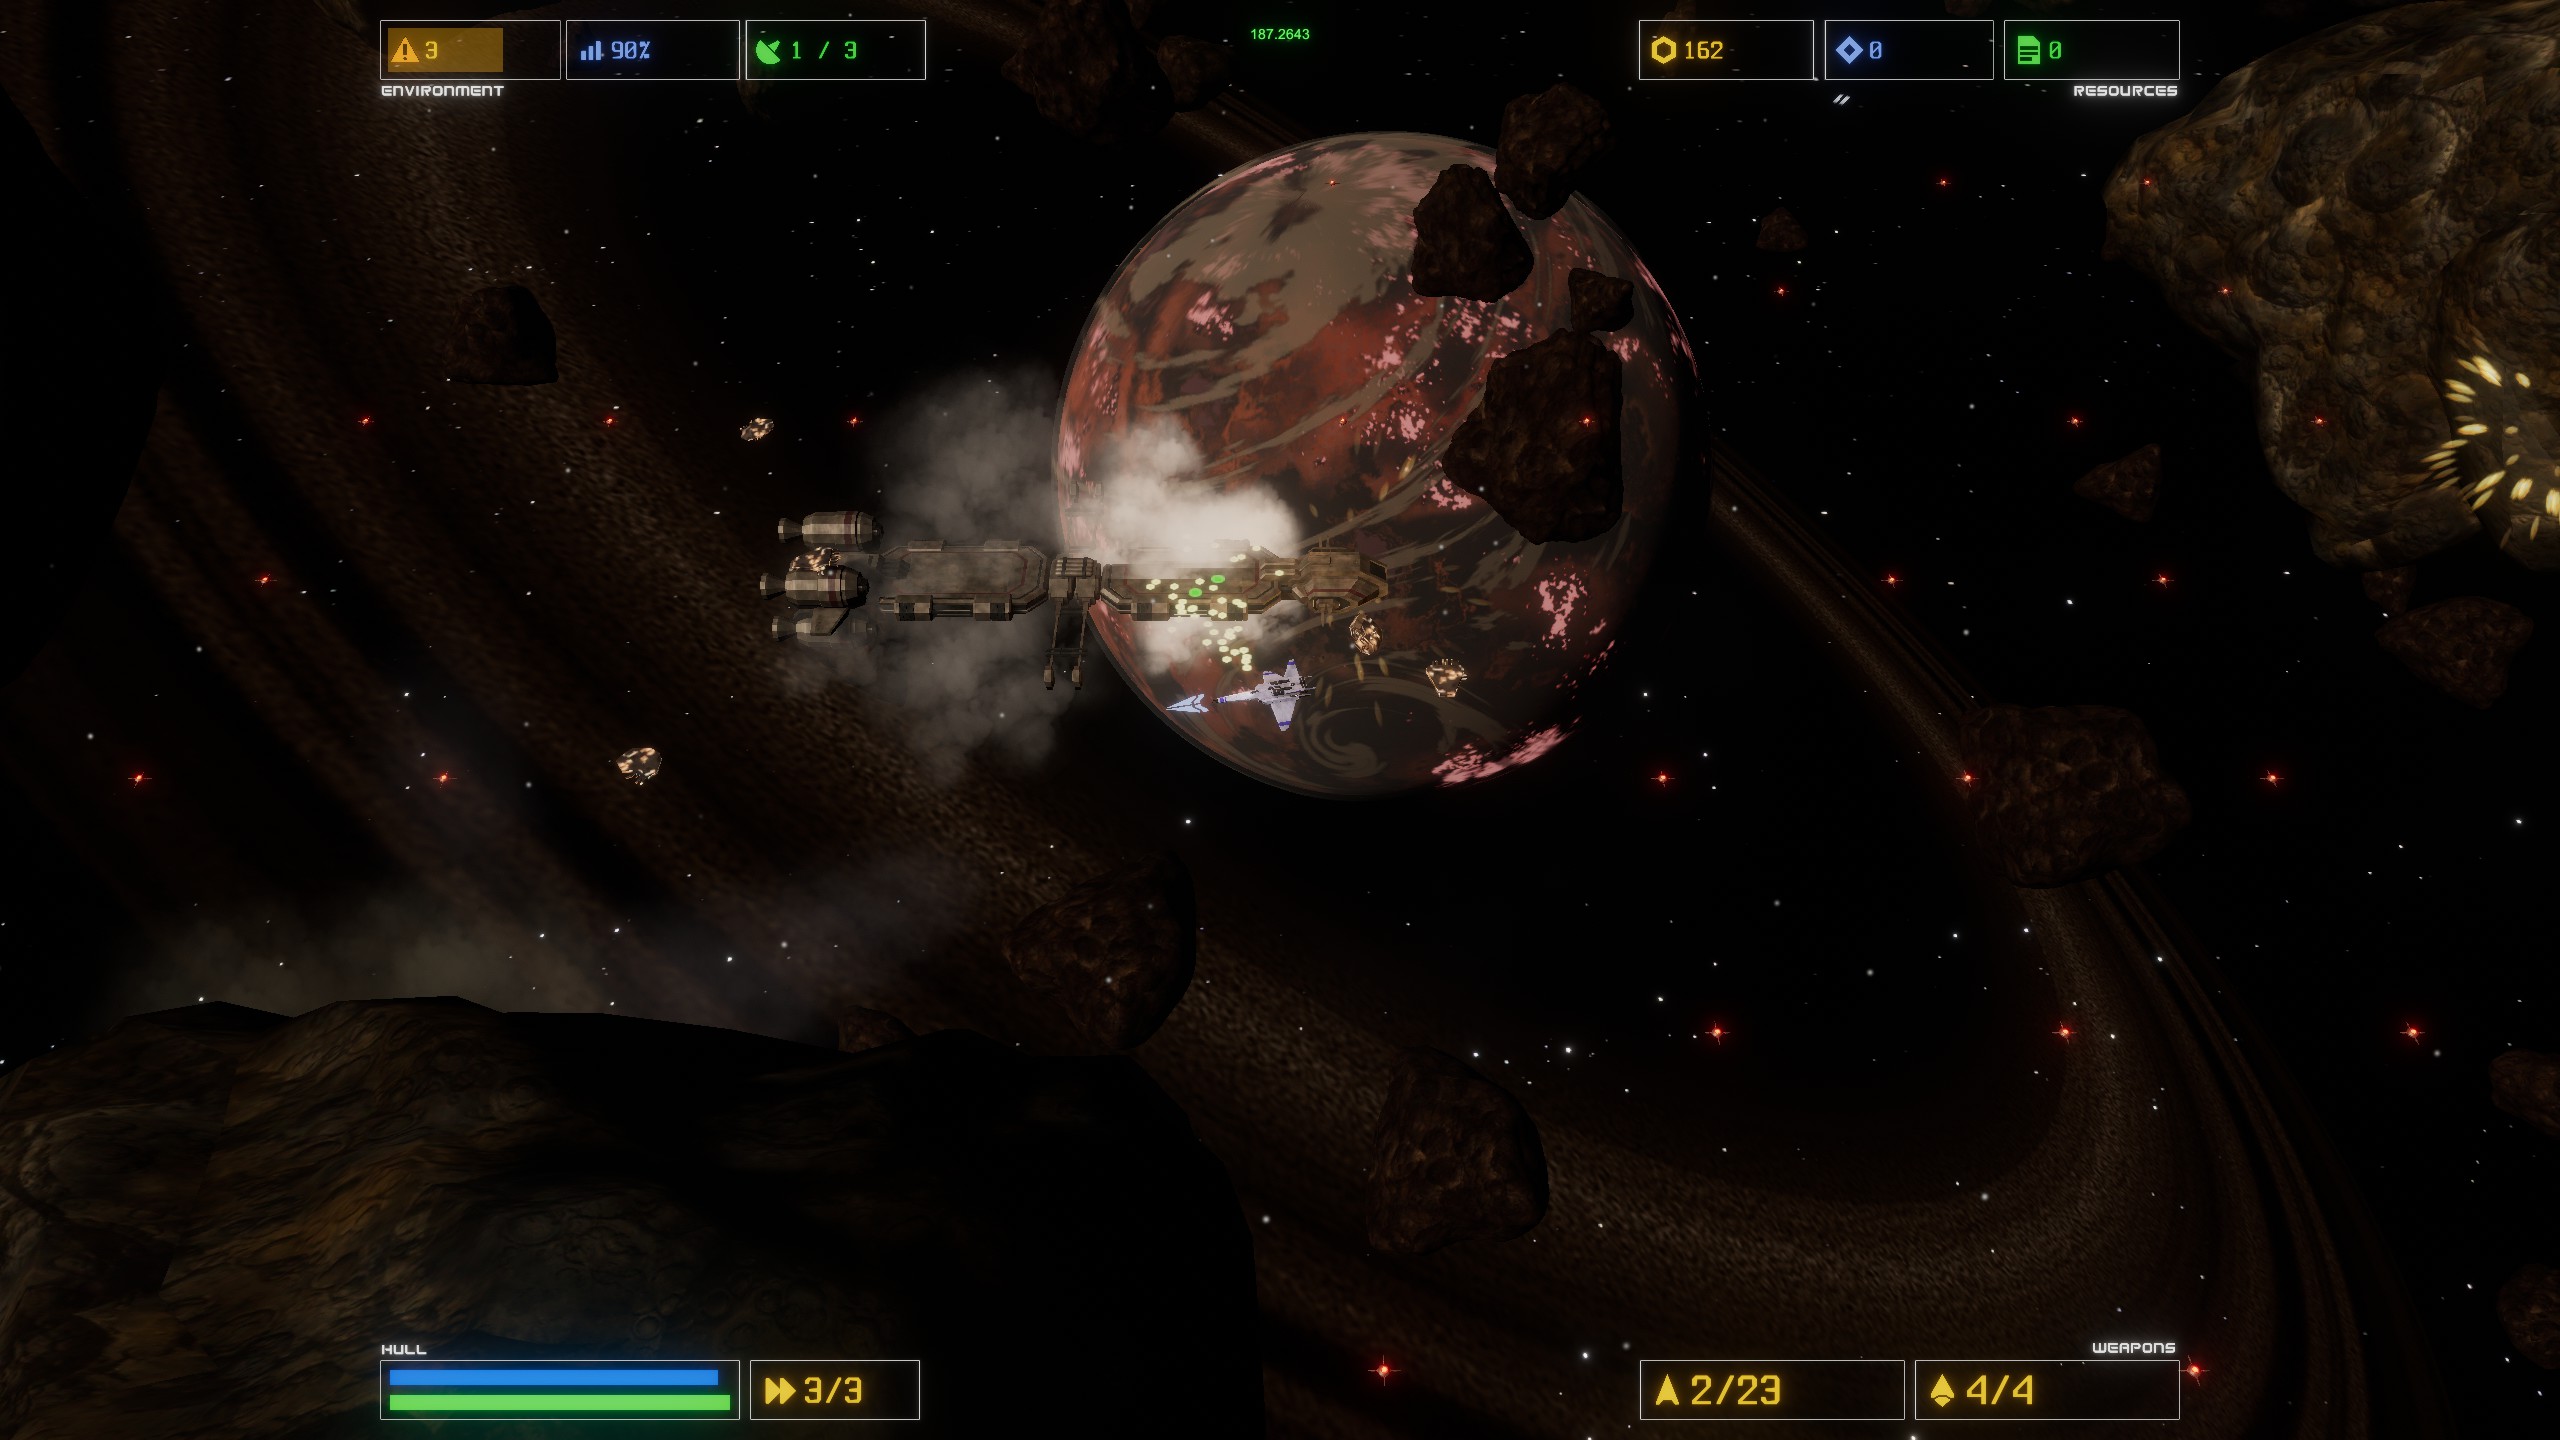 3
90%
1 / 3
ENVIRONMENT
187.2643
162
0
0
RESOURCES
HULL
3/3
WEAPONS
2/23
4/4